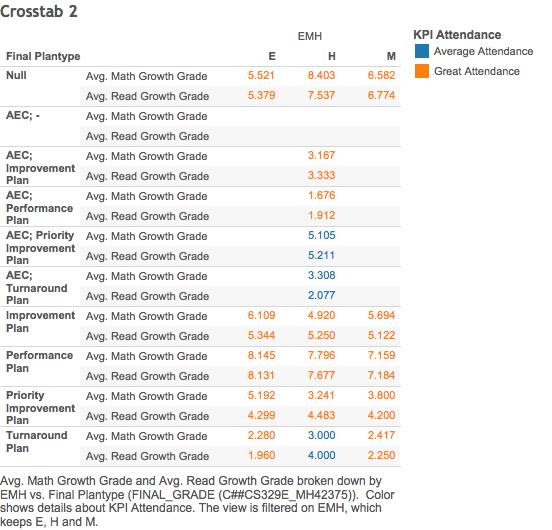 Crosstab 2
EMH
KPI Attendance
Average Attendance
Great Attendance
Final Plantype E H M
Null Avg. Math Growth Grade 5.521 8.403 6.582
Avg. Read Growth Grade 5.379 7.537 6.774
AEC; - Avg. Math Growth Grade
Avg. Read Growth Grade
AEC; Avg. Math Growth Grade 3.167
Improvement
Plan Avg. Read Growth Grade 3.333
AEC; Avg. Math Growth Grade 1.676
Performance
Plan Avg. Read Growth Grade 1.912
AEC; Priority Avg. Math Growth Grade 5.105
Improvement
Plan Avg. Read Growth Grade 5.211
AEC; Avg. Math Growth Grade 3.308
Turnaround
Plan Avg. Read Growth Grade 2.077
Improvement Avg. Math Growth Grade 6.109 4.920 5.694
Plan Avg. Read Growth Grade 5.344 5.250 5.122
Performance Avg. Math Growth Grade 8.145 7.796 7.159
Plan Avg. Read Growth Grade 8.131 7.677 7.184
Priority Avg. Math Growth Grade 5.192 3.241 3.800
Improvement
Plan Avg. Read Growth Grade 4.299 4.483 4.200
Turnaround Avg. Math Growth Grade 2.280 3.000 2.417
Plan Avg. Read Growth Grade 1.960 4.000 2.250
Avg. Math Growth Grade and Avg. Read Growth Grade broken down by
EMH vs. Final Plantype (FINAL_GRADE (C##CS329E_MH42375)). Color
shows details about KPI Attendance. The view is filtered on EMH, which
keeps E, H and M.